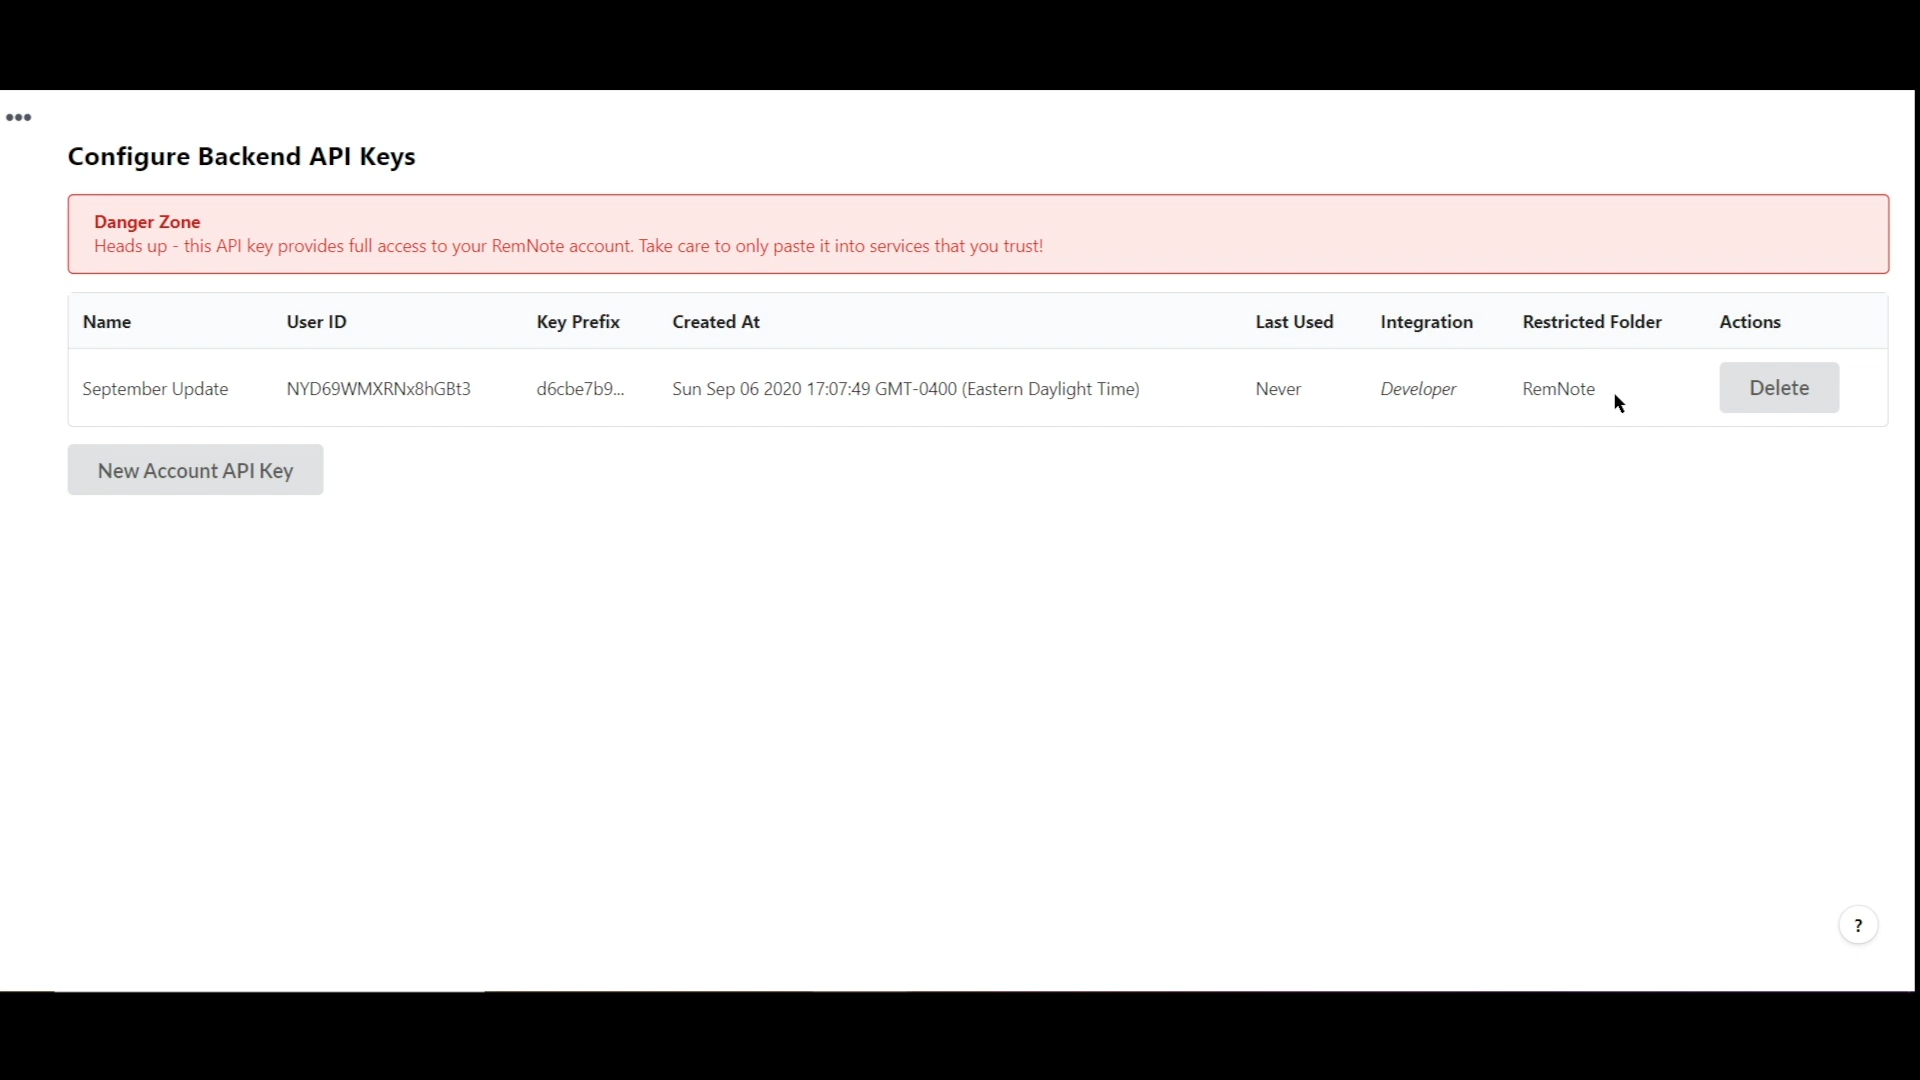 Configure Backend API Keys
Danger Zone
Heads up - this API key provides full access to your RemNote account. Take care to only paste it into services that you trust!
Name User ID Key Prefix Created At Last Used Integration Restricted Folder Actions
September Update NYD69WMXRNx8hGBt3 d6cbe7b9... Sun Sep 06 2020 17:07:49 GMT-0400 (Eastern Daylight Time) Never Developer RemNote Delete
New Account API Key
?